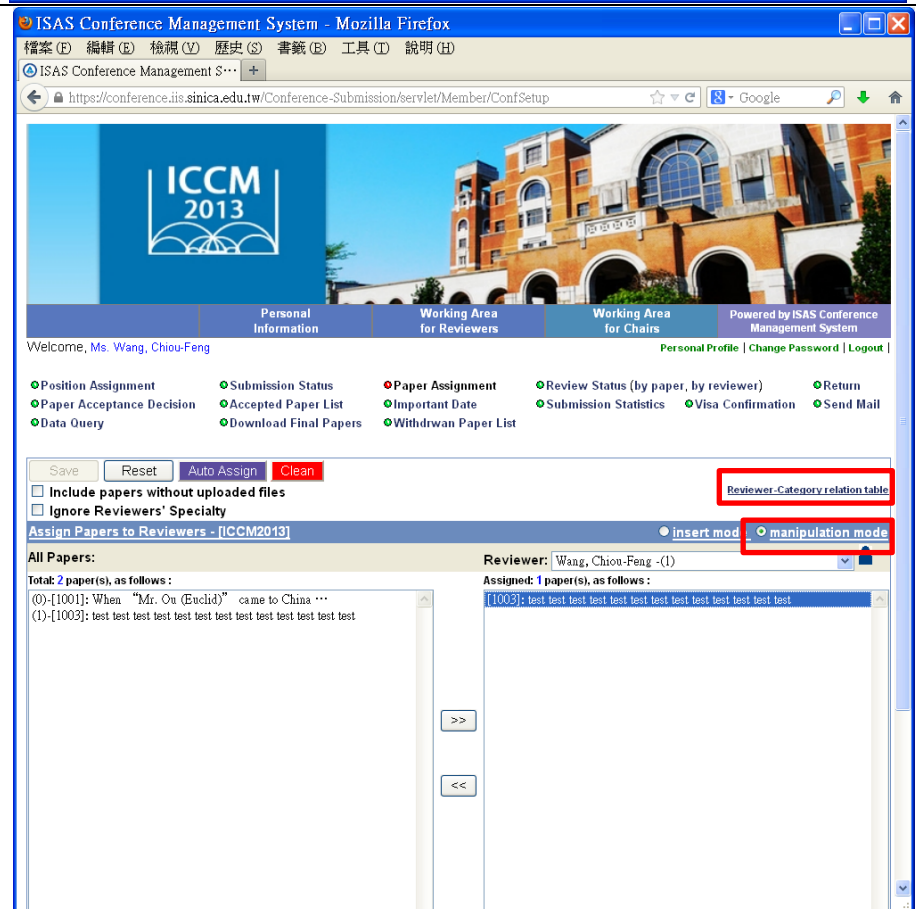 ISAS Conference Management System - Mozilla Firefox
檔案(F) 編輯(E) 檢視(V) 歷史(S) 書籤(B) 工具(T) 說明(H)
ISAS Conference Management S… +
https://conference.iis.sinica.edu.tw/Conference-Submission/servlet/Member/ConfSetup Google
ICCM
2013
Personal Information Working Area for Reviewers Working Area for Chairs Powered by ISAS Conference Management System
Welcome, Ms. Wang, Chiou-Feng Personal Profile | Change Password | Logout |
Position Assignment Submission Status Paper Assignment Review Status (by paper, by reviewer) Return
Paper Acceptance Decision Accepted Paper List Important Date Submission Statistics Visa Confirmation Send Mail
Data Query Download Final Papers Withdrwan Paper List
Save Reset Auto Assign Clean
Include papers without uploaded files Reviewer-Category relation table
Ignore Reviewers' Specialty
Assign Papers to Reviewers - [ICCM2013] insert mode manipulation mode
All Papers: Reviewer: Wang, Chiou-Feng -(1)
Total: 2 paper(s), as follows : Assigned: 1 paper(s), as follows :
(0)-[1001]: When “Mr. Ou (Euclid)” came to China … [1003]: test test test test test test test test test test test test test test
(1)-[1003]: test test test test test test test test test test test test test test
>>
<<